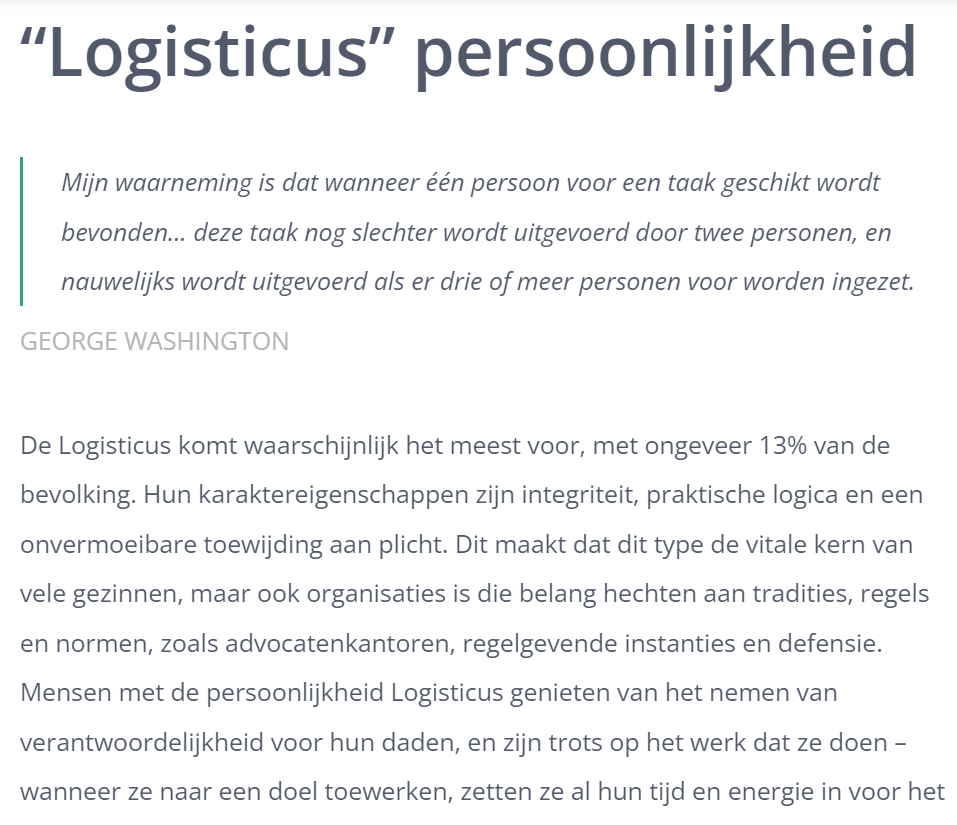 “Logisticus” persoonlijkheid
Mijn waarneming is dat wanneer één persoon voor een taak geschikt wordt
bevonden... deze taak nog slechter wordt uitgevoerd door twee personen, en
nauwelijks wordt uitgevoerd als er drie of meer personen voor worden ingezet.
GEORGE WASHINGTON
De Logisticus komt waarschijnlijk het meest voor, met ongeveer 13% van de
bevolking. Hun karaktereigenschappen zijn integriteit, praktische logica en een
onvermoeibare toewijding aan plicht. Dit maakt dat dit type de vitale kern van
vele gezinnen, maar ook organisaties is die belang hechten aan tradities, regels
en normen, zoals advocatenkantoren, regelgevende instanties en defensie.
Mensen met de persoonlijkheid Logisticus genieten van het nemen van
verantwoordelijkheid voor hun daden, en zijn trots op het werk dat ze doen –
wanneer ze naar een doel toewerken, zetten ze al hun tijd en energie in voor het